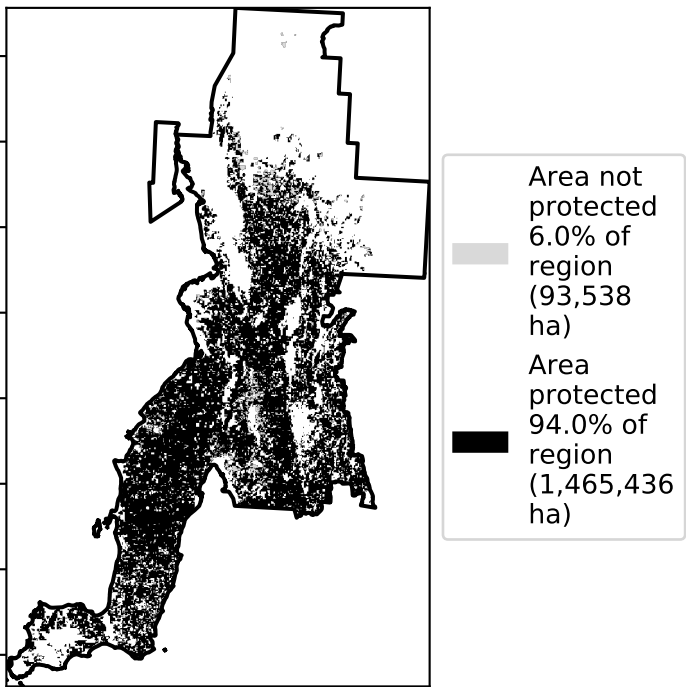 Area not
protected
6.0% of
region
(93,538
ha)
Area
protected
94.0% of
region
(1,465,436
ha)